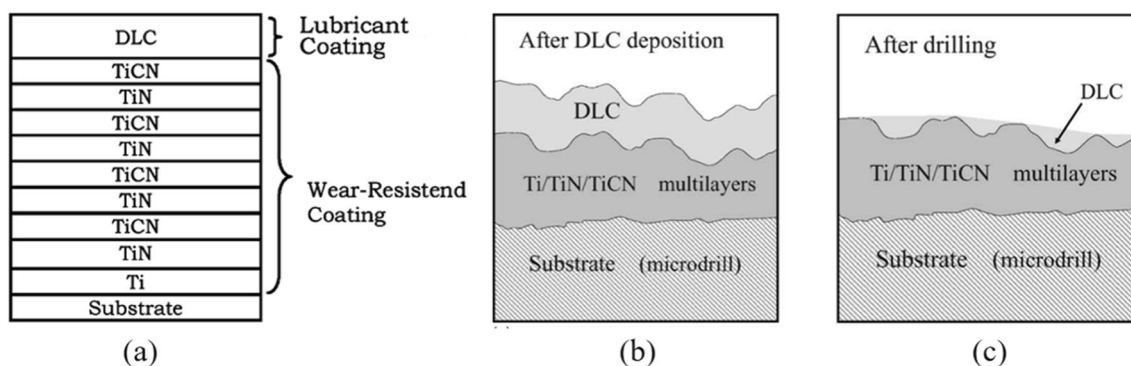 DLC
TiCN
TiN
TiCN
TiN
TiCN
TiN
TiCN
TiN
Ti
Substrate
Lubricant
Coating
Wear-Resistend
Coating
(a)
After DLC deposition
DLC
Ti/TiN/TiCN multilayers
Substrate (microdrill)
(b)
After drilling
DLC
Ti/TiN/TiCN multilayers
Substrate (microdrill)
(c)